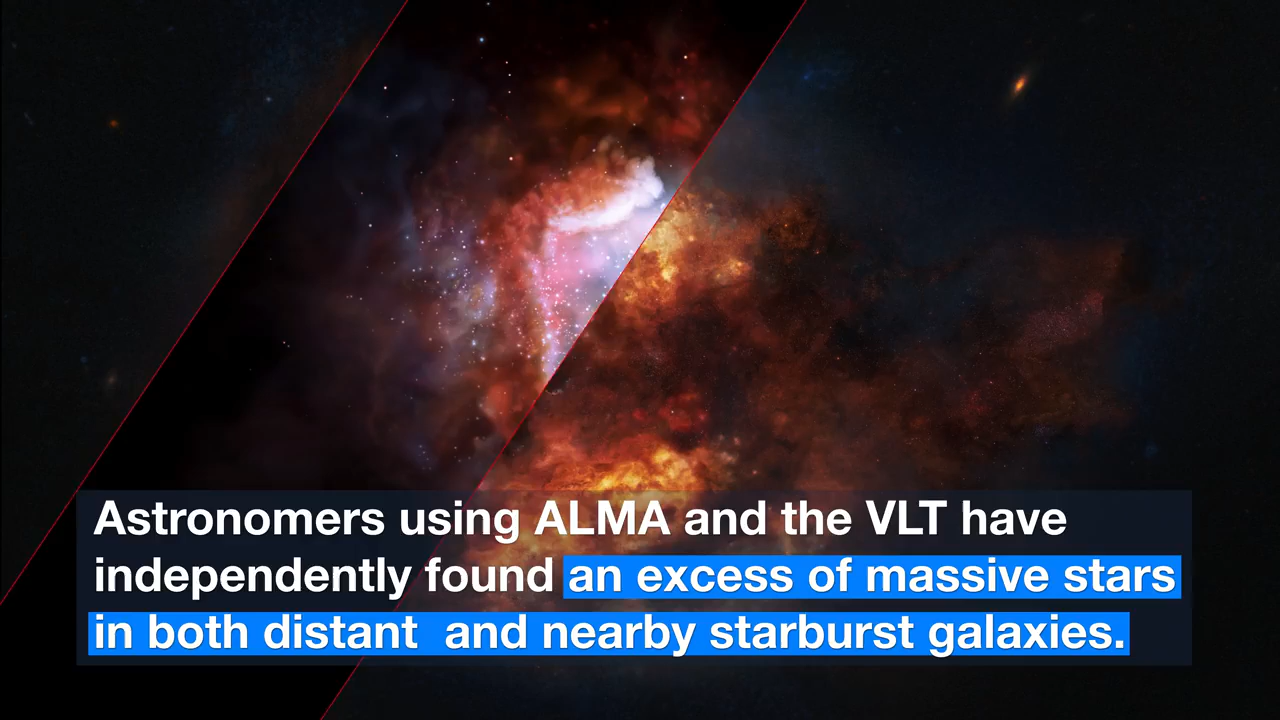 Astronomers using ALMA and the VLT have
independently found an excess of massive stars
in both distant  and nearby starburst galaxies.